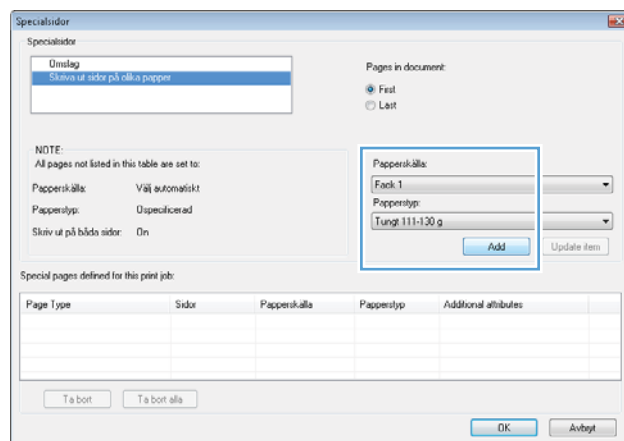 Specialsidor
Specialsidor
Omslag
Skriva ut sidor på olika papper
Pages in document:
First
Last
NOTE:
All pages not listed in this table are set to:
Papperskälla: Välj automatiskt
Papperstyp: Ospecificerad
Skriv ut på båda sidor: On
Papperskälla:
Fack 1
Papperstyp:
Tungt 111-130 g
Add Update item
Special pages defined for this print job:
Page Type Sidor Papperskälla Papperstyp Additional attributes
Ta bort Ta bort alla
OK Avbryt